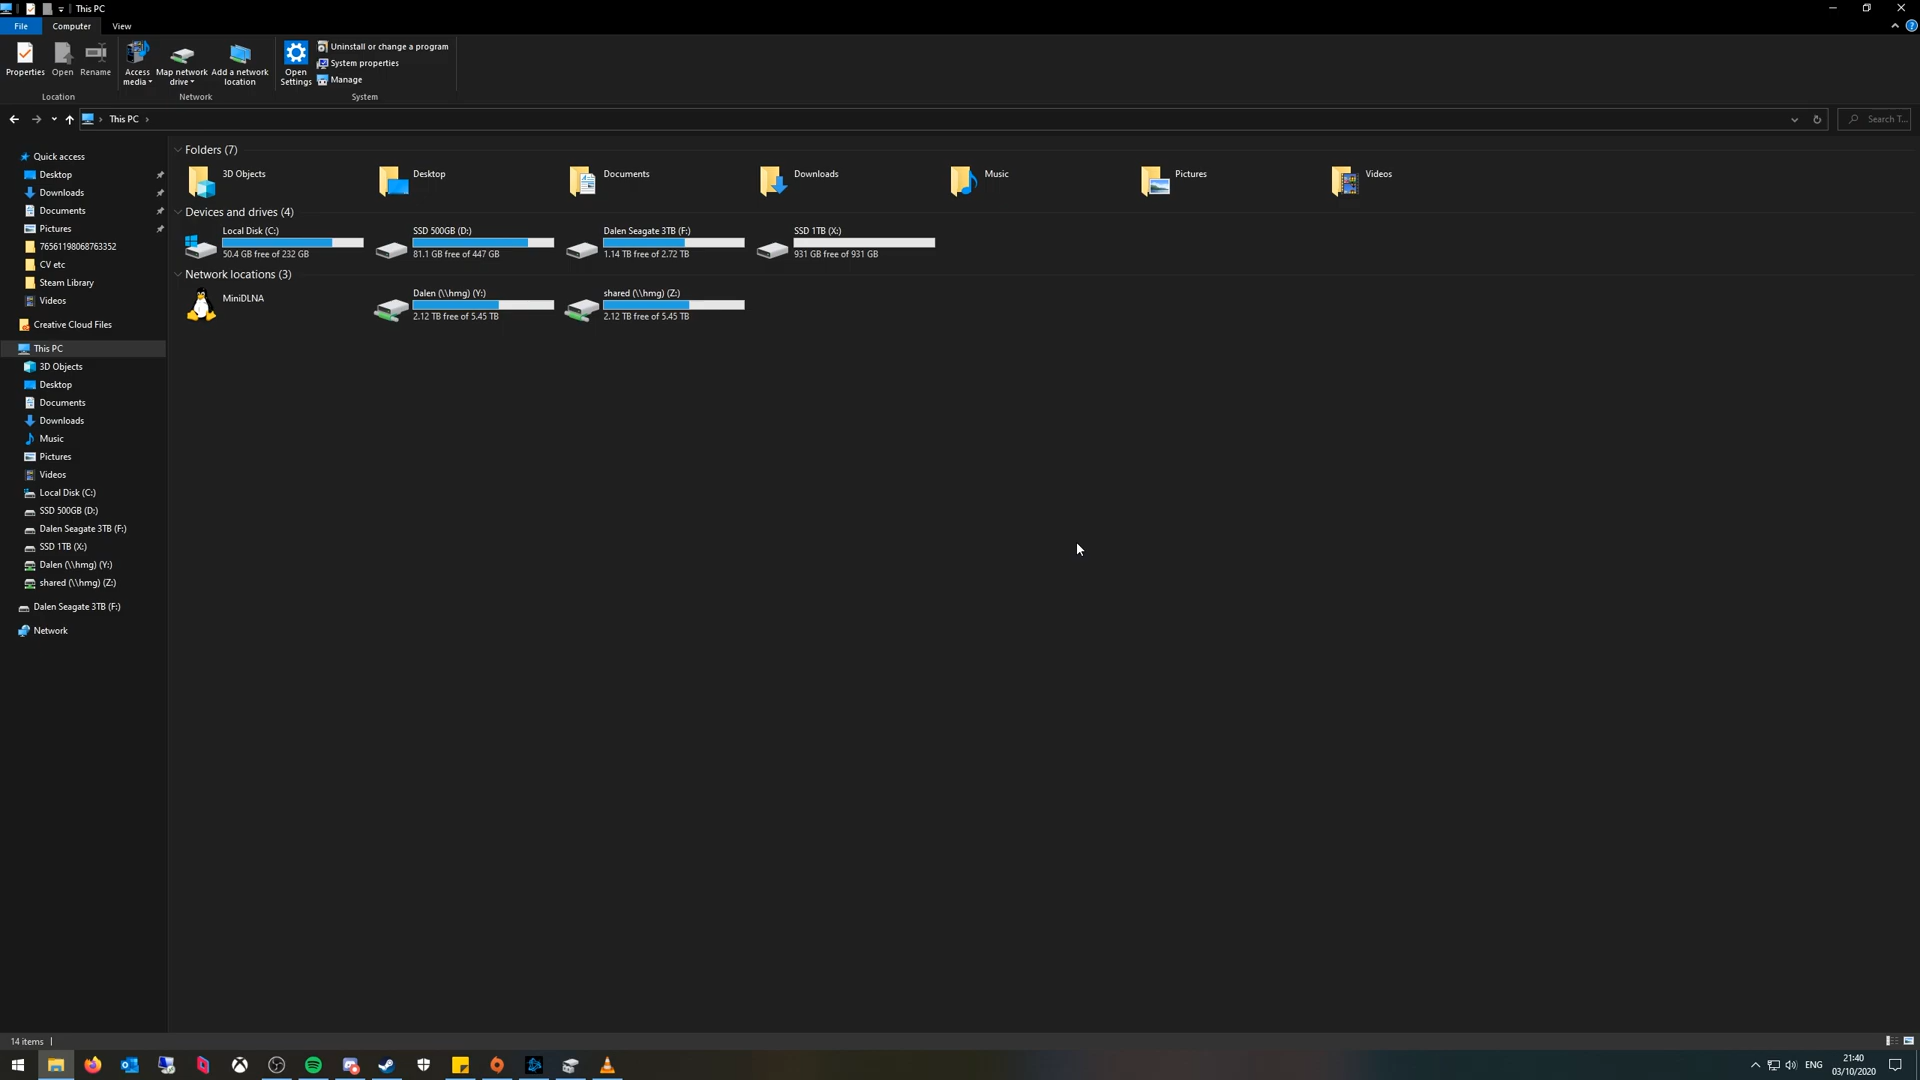 This PC
File
Computer
View
Properties
Open
Rename
Access media
Map network drive
Add a network location
Open Settings
Uninstall or change a program
System properties
Manage
Location
Network
System
This PC
Search T...
Quick access
Desktop
Downloads
Documents
Pictures
76561198068763352
CV etc
Steam Library
Videos
Creative Cloud Files
This PC
3D Objects
Desktop
Documents
Downloads
Music
Pictures
Videos
Local Disk (C:)
SSD 500GB (D:)
Dalen Seagate 3TB (F:)
SSD 1TB (X:)
Dalen (\\hmg) (Y:)
shared (\\hmg) (Z:)
Dalen Seagate 3TB (F:)
Network
Folders (7)
3D Objects
Desktop
Documents
Downloads
Music
Pictures
Videos
Devices and drives (4)
Local Disk (C:)
50.4 GB free of 232 GB
SSD 500GB (D:)
81.1 GB free of 447 GB
Dalen Seagate 3TB (F:)
1.14 TB free of 2.72 TB
SSD 1TB (X:)
931 GB free of 931 GB
Network locations (3)
MiniDLNA
Dalen (\\hmg) (Y:)
2.12 TB free of 5.45 TB
shared (\\hmg) (Z:)
2.12 TB free of 5.45 TB
14 items
ENG
21:40
03/10/2020